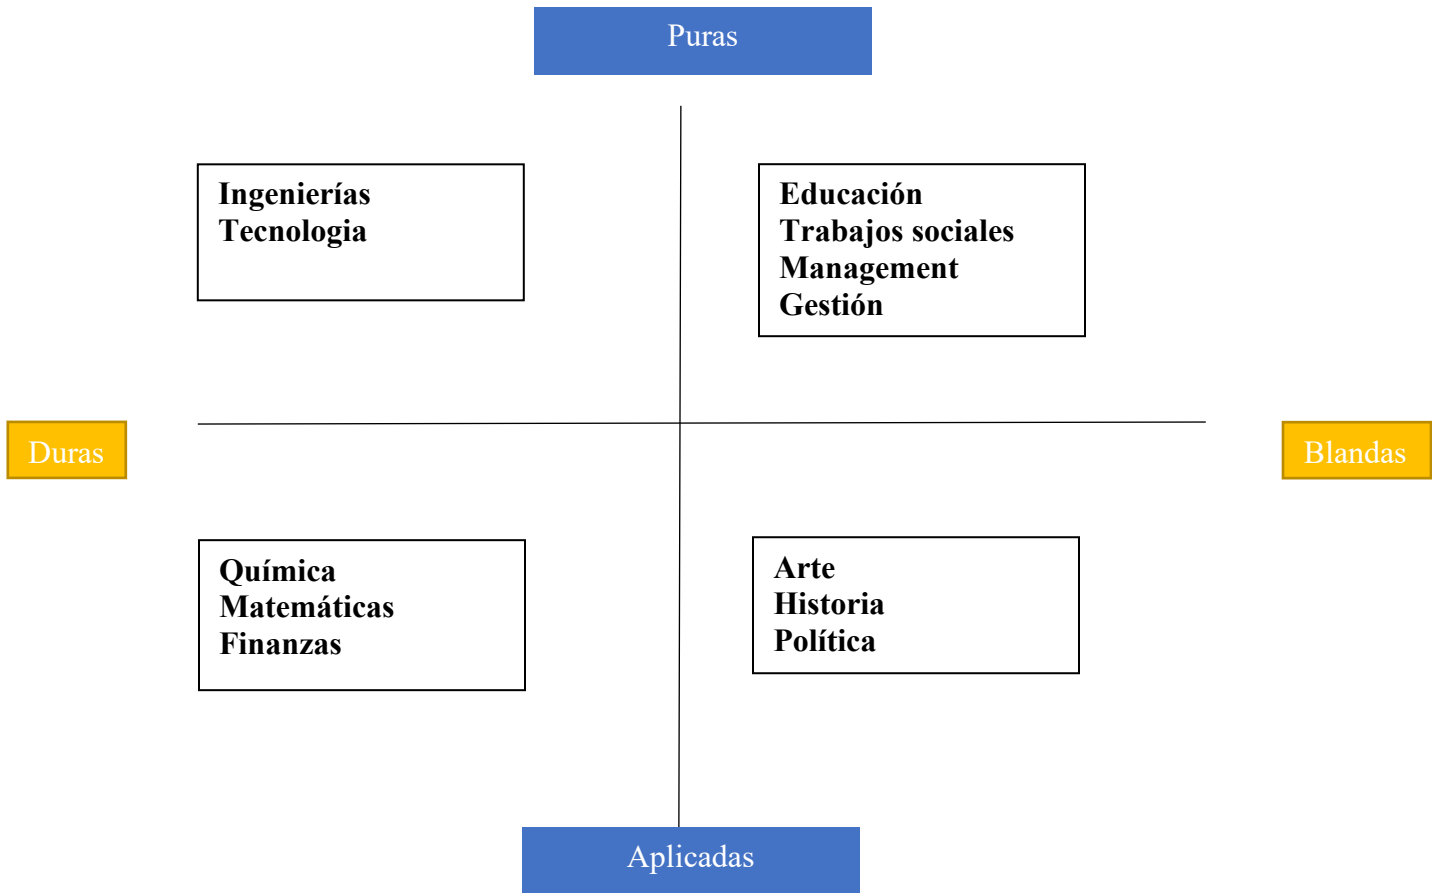 Puras
Ingenierías
Tecnologia
Educación
Trabajos sociales
Management
Gestión
Duras
Blandas
Química
Matemáticas
Finanzas
Arte
Historia
Política
Aplicadas